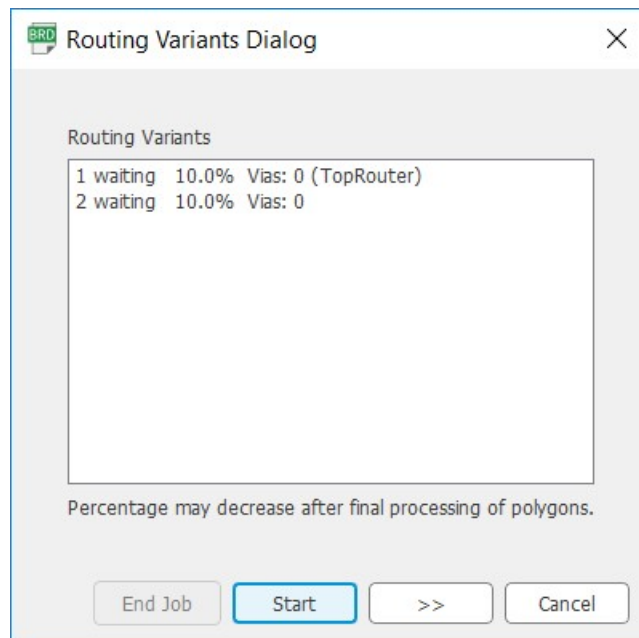 BRD Routing Variants Dialog
Routing Variants
1 waiting 10.0% Vias: 0 (TopRouter)
2 waiting 10.0% Vias: 0
Percentage may decrease after final processing of polygons.
End Job Start >> Cancel